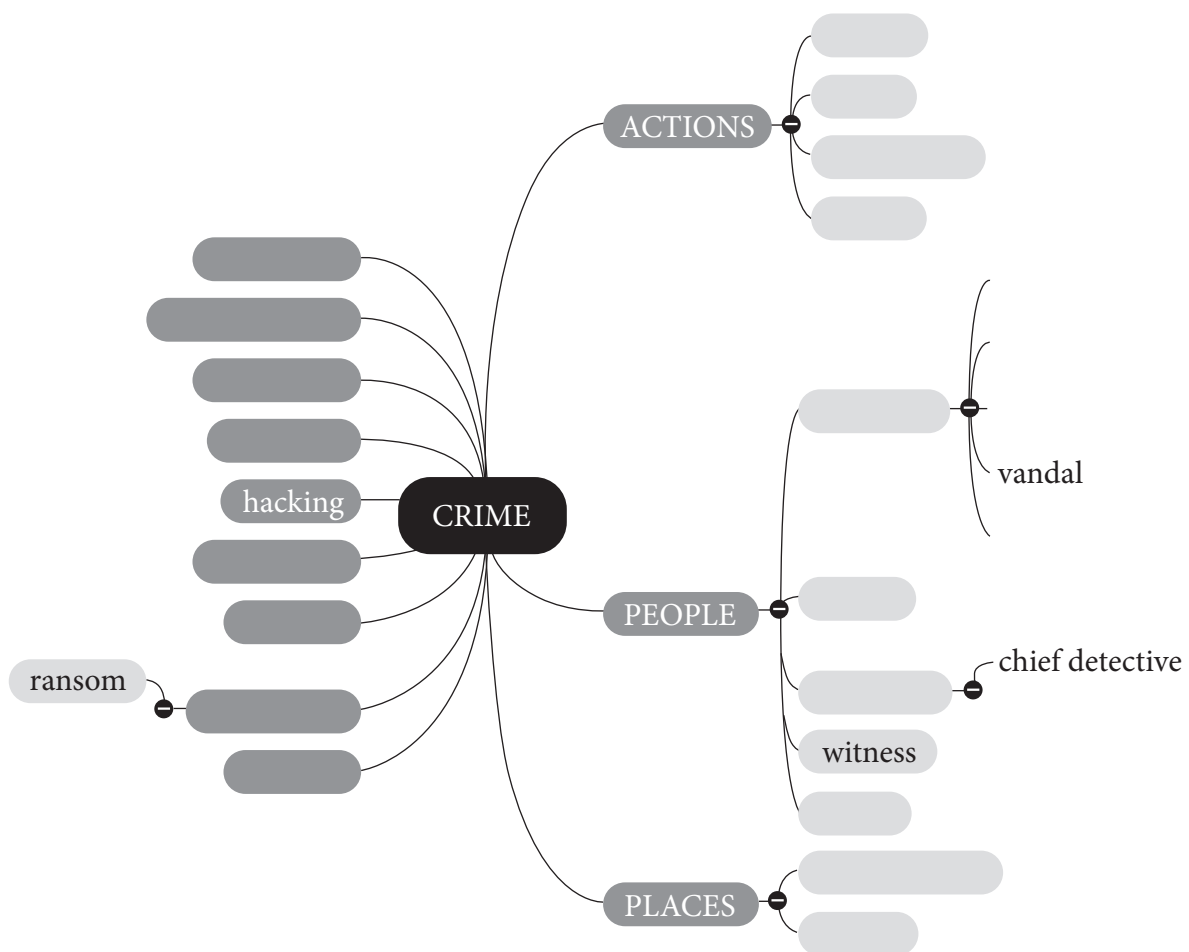 ACTIONS
vandal
hacking
CRIME
PEOPLE
chief detective
ransom
witness
PLACES